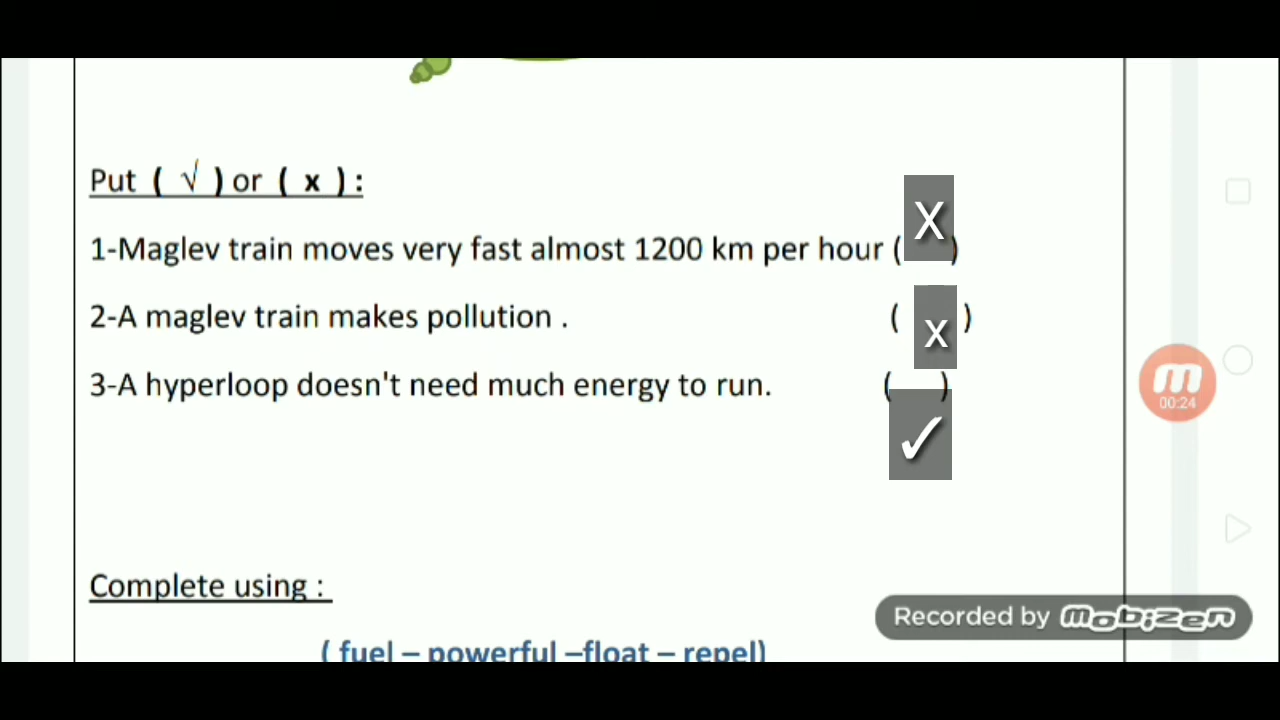 Put ( √ ) or ( x ) :
1-Maglev train moves very fast almost 1200 km per hour ( X )
2-A maglev train makes pollution . ( x )
3-A hyperloop doesn't need much energy to run. ( ✓ )
00:24
Complete using :
Recorded by mobizen
( fuel – powerful –float – repel)